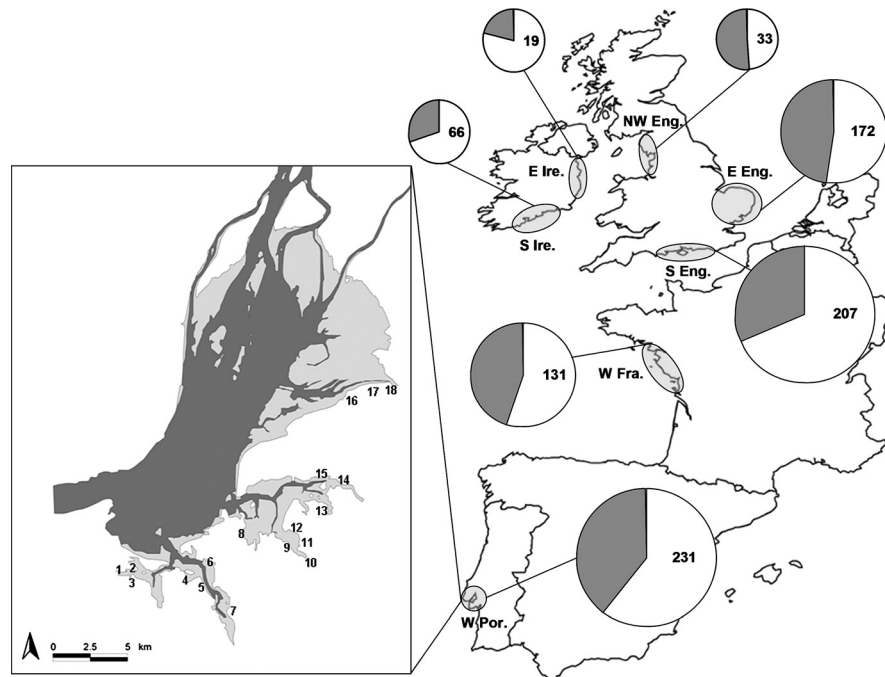 19
33
66
NW Eng.
172
E Ire.
E Eng.
S Ire.
S Eng.
207
131
W Fra.
16
17
18
15
14
13
8
12
11
9
10
6
1
2
3
4
5
7
231
W Por.
0 2.5 5
km